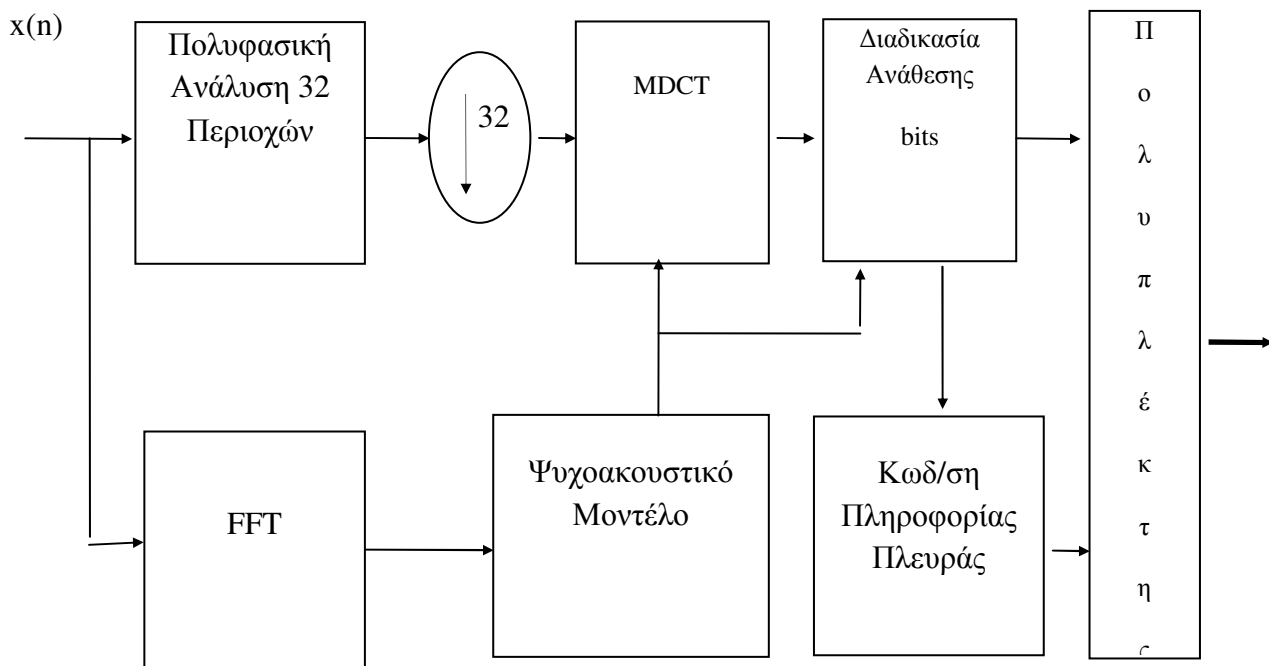 x(n)
Πολυφασική
Ανάλυση 32
Περιοχών
32
MDCT
Διαδικασία
Ανάθεσης
bits
Π
ο
λ
υ
π
λ
έ
κ
τ
η
ς
FFT
Ψυχοακουστικό
Μοντέλο
Κωδ/ση
Πληροφορίας
Πλευράς